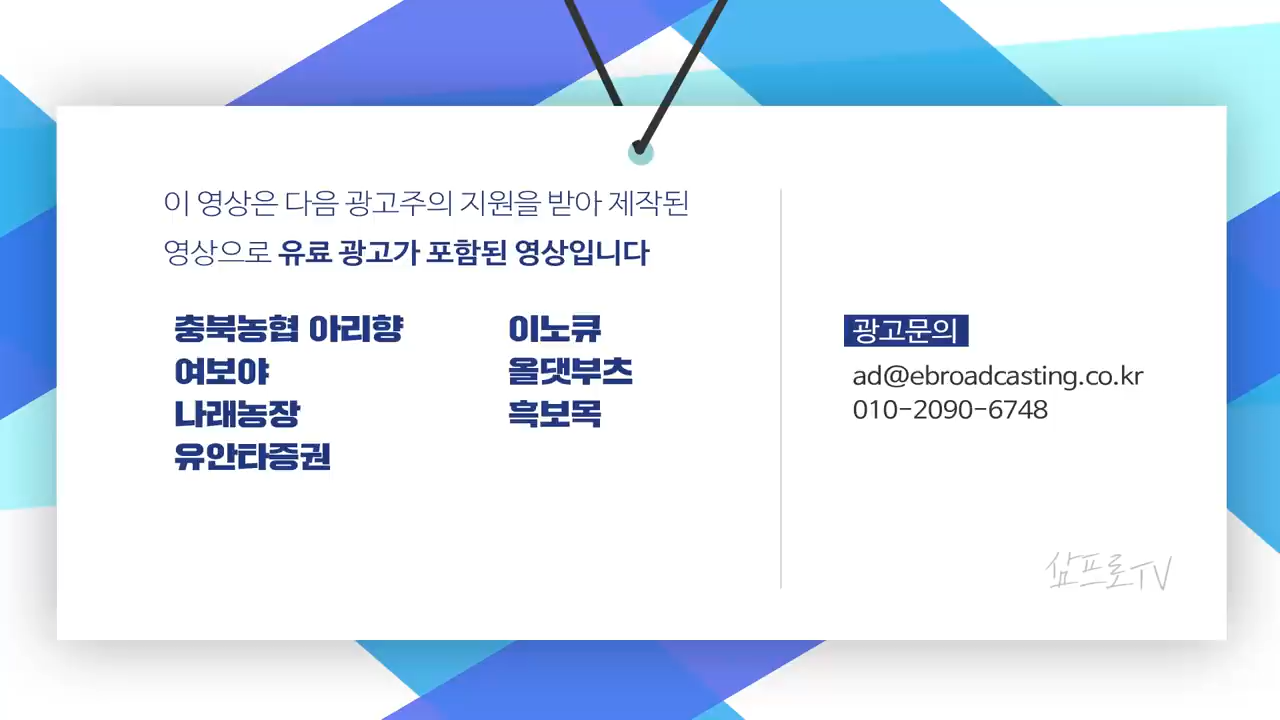 이 영상은 다음 광고주의 지원을 받아 제작된
영상으로 유료 광고가 포함된 영상입니다
충북농협 아리향
여보야
나래농장
유안타증권
이노큐
올댓부츠
흑보목
광고문의
ad@ebroadcasting.co.kr
010-2090-6748
삼프로TV